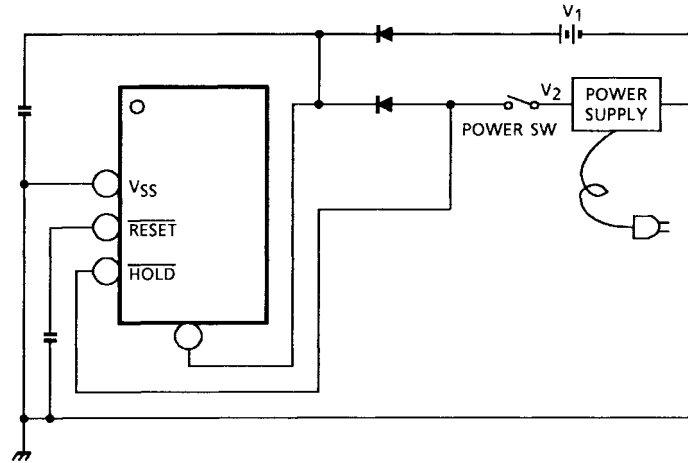 V1
V2
POWER
SUPPLY
POWER SW
VSS
RESET
HOLD